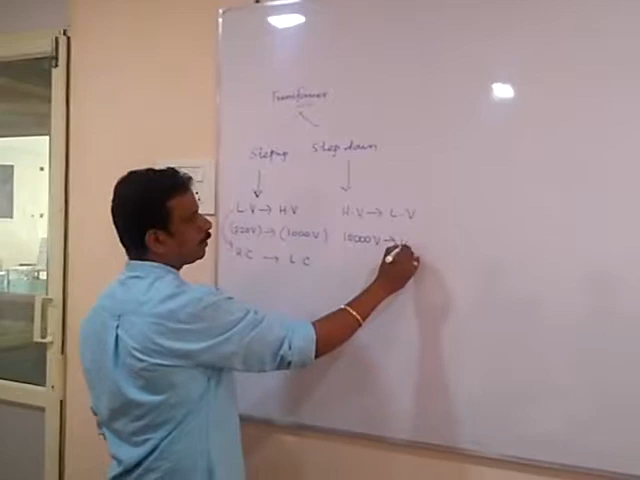 Transformer
Step up Step down
L.V → H.V H.V → L.V
(220V) → (1000V) 10000V →
H C → L C